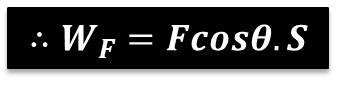 ∴ W_F = Fcosθ.S